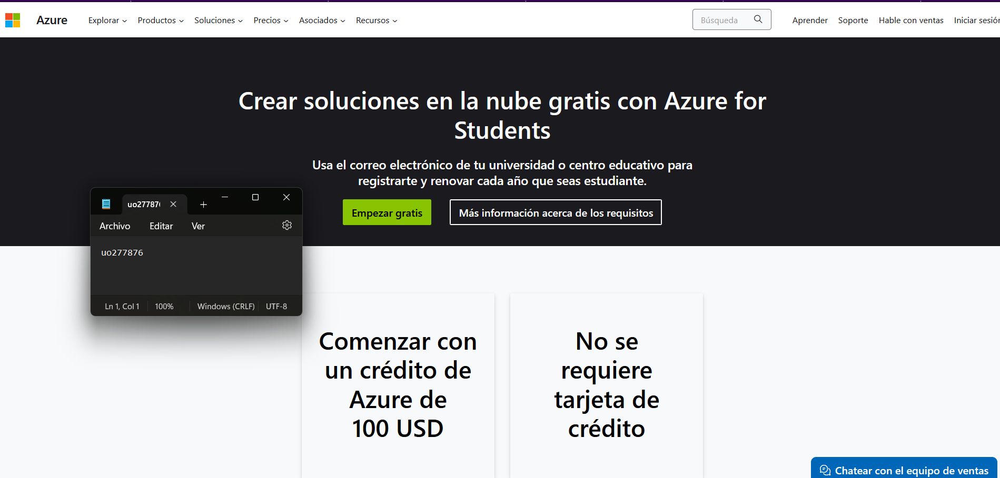 Azure
Explorar
Productos
Soluciones
Precios
Asociados
Recursos
Búsqueda
Aprender
Soporte
Hable con ventas
Iniciar sesión
Crear soluciones en la nube gratis con Azure for
Students
Usa el correo electrónico de tu universidad o centro educativo para
registrarte y renovar cada año que seas estudiante.
Empezar gratis
Más información acerca de los requisitos
uo277876
Archivo
Editar
Ver
uo277876
Ln 1, Col 1
100%
Windows (CRLF)
UTF-8
Comenzar con
un crédito de
Azure de
100 USD
No se
requiere
tarjeta de
crédito
Chatear con el equipo de ventas